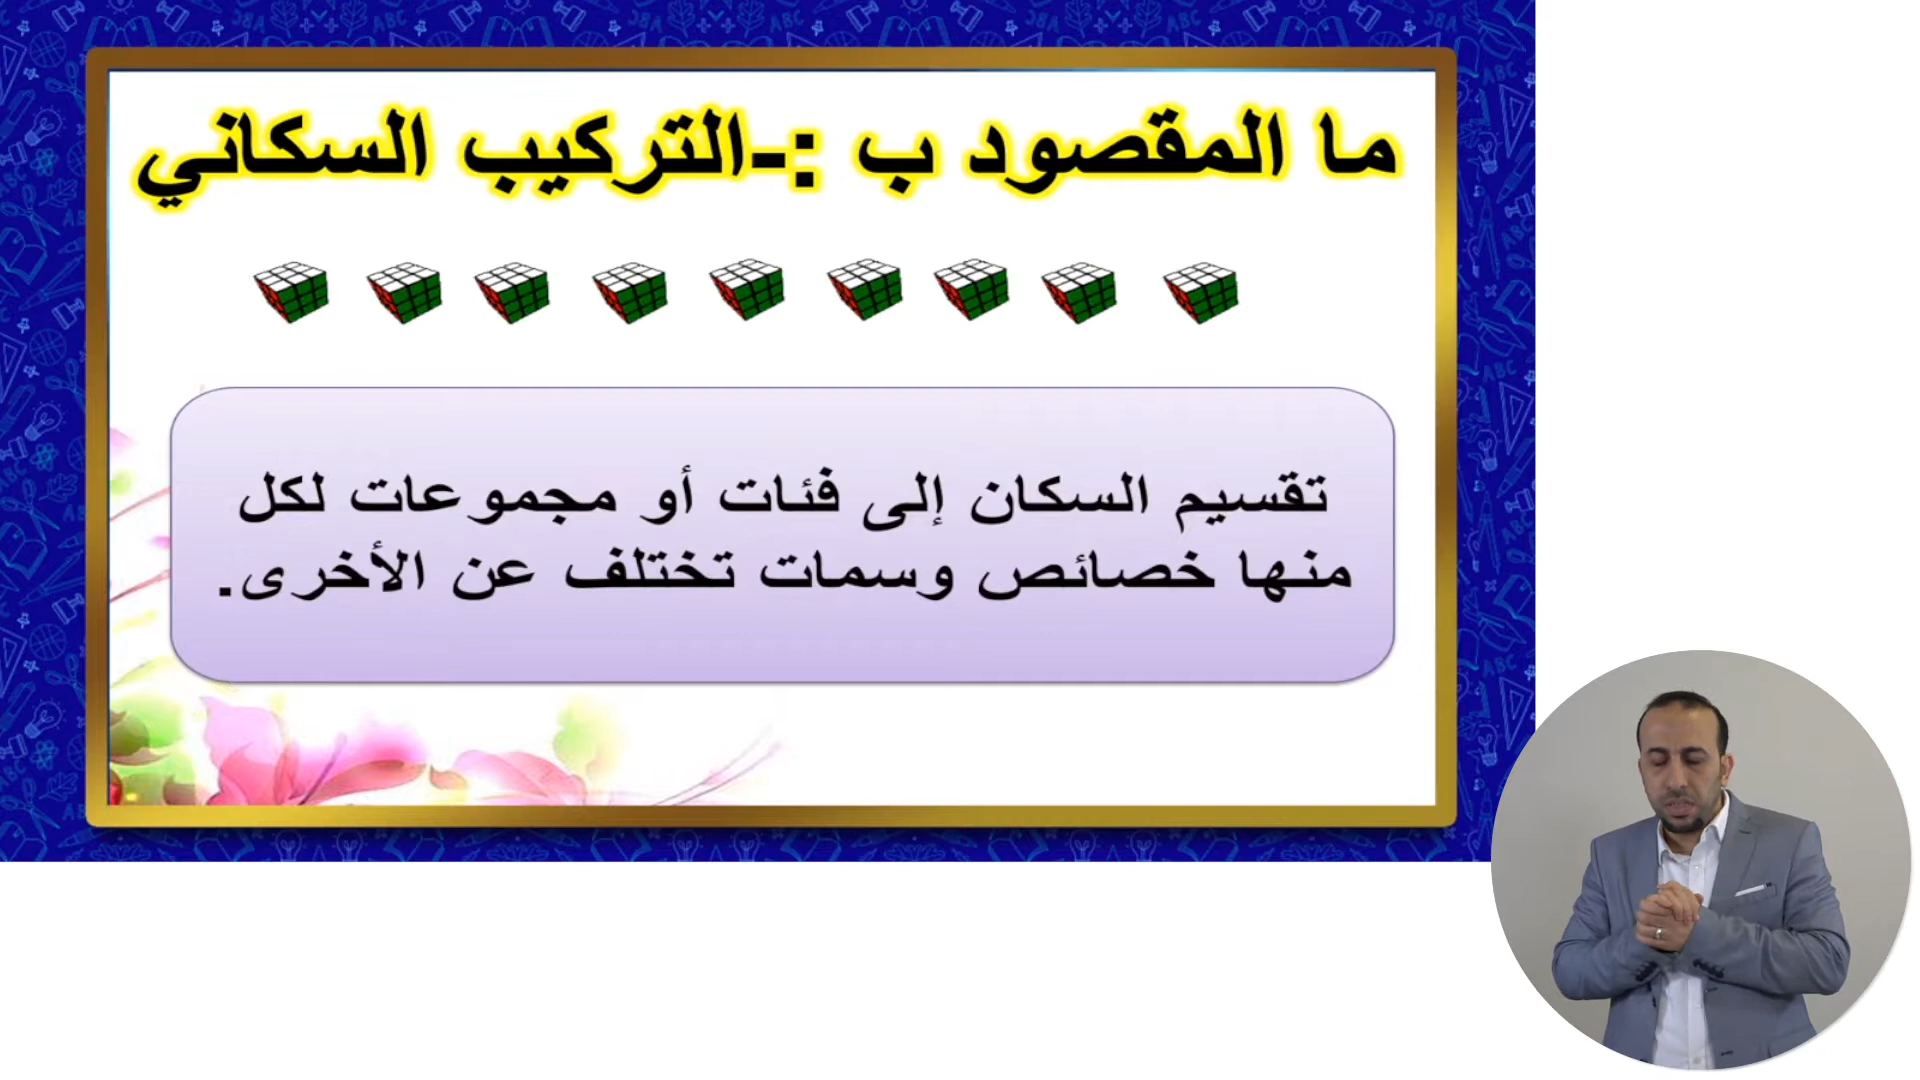 ما المقصود ب :-التركيب السكاني
تقسيم السكان إلى فئات أو مجموعات لكل
منها خصائص وسمات تختلف عن الأخرى.